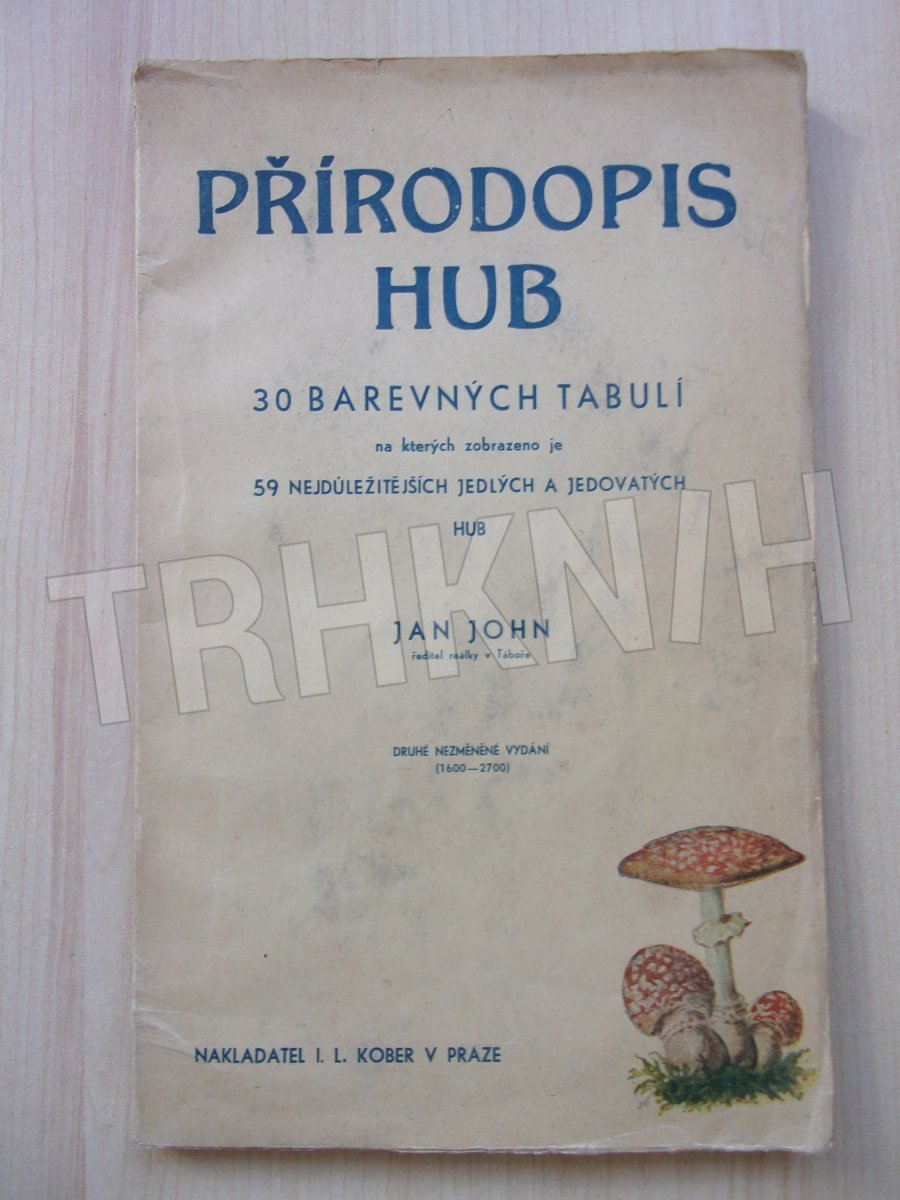 PŘÍRODOPIS
HUB
30 BAREVNÝCH TABULÍ
na kterých zobrazeno je
59 NEJDŮLEŽITĚJŠÍCH JEDLÝCH A JEDOVATÝCH
HUB
TRHKNIH
JAN JOHN
ředitel reálky v Táboře
DRUHÉ NEZMĚNĚNÉ VYDÁNÍ
(1600—2700)
NAKLADATEL I. L. KOBER V PRAZE